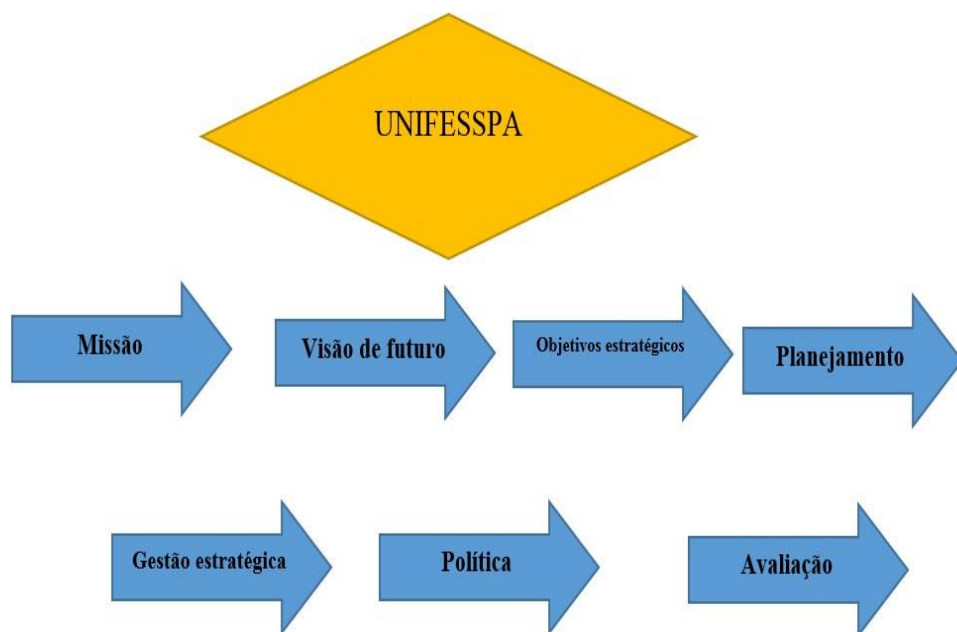 UNIFESSPA
Missão
Visão de futuro
Objetivos estratégicos
Planejamento
Gestão estratégica
Política
Avaliação